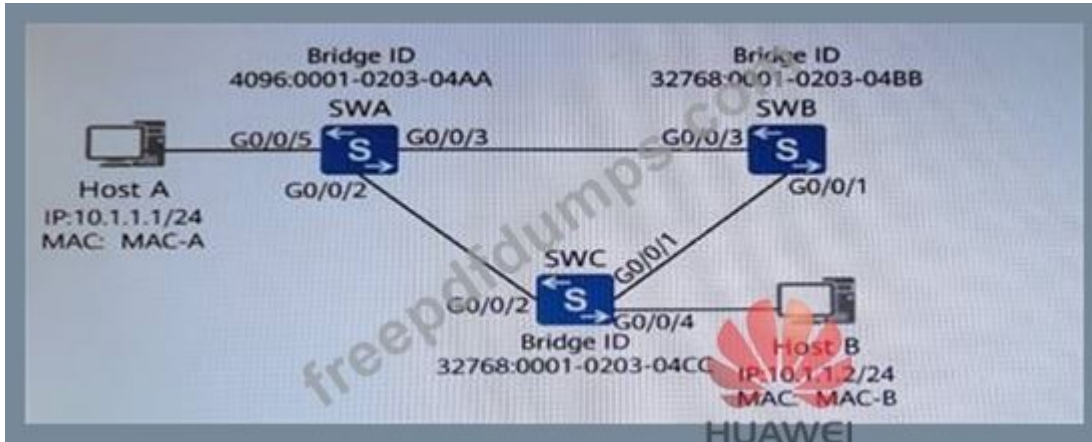 Bridge ID
4096:0001-0203-04AA
SWA
Bridge ID
32768:0001-0203-04BB
SWB
G0/0/5
S
G0/0/3
G0/0/3
S
Host A
IP:10.1.1.1/24
MAC: MAC-A
G0/0/2
G0/0/1
SWC
G0/0/1
G0/0/2
S
G0/0/4
Bridge ID
32768:0001-0203-04CC
Host B
IP:10.1.1.2/24
MAC: MAC-B
freepdfdumps.com
HUAWEI